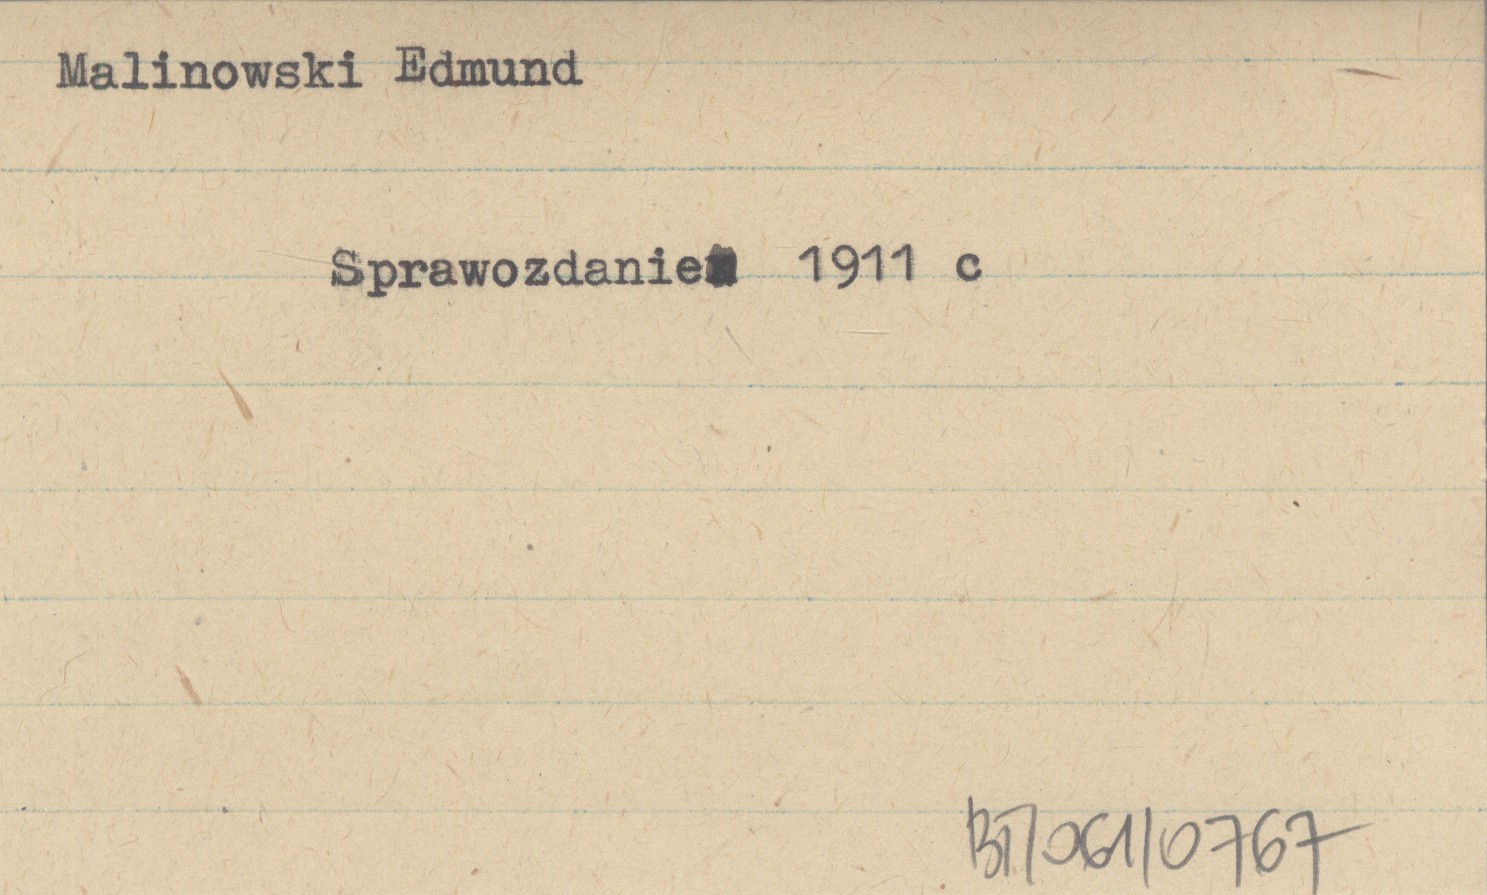 Malinowski Edmund
Sprawozdanie 1911 c
BT/061/0767